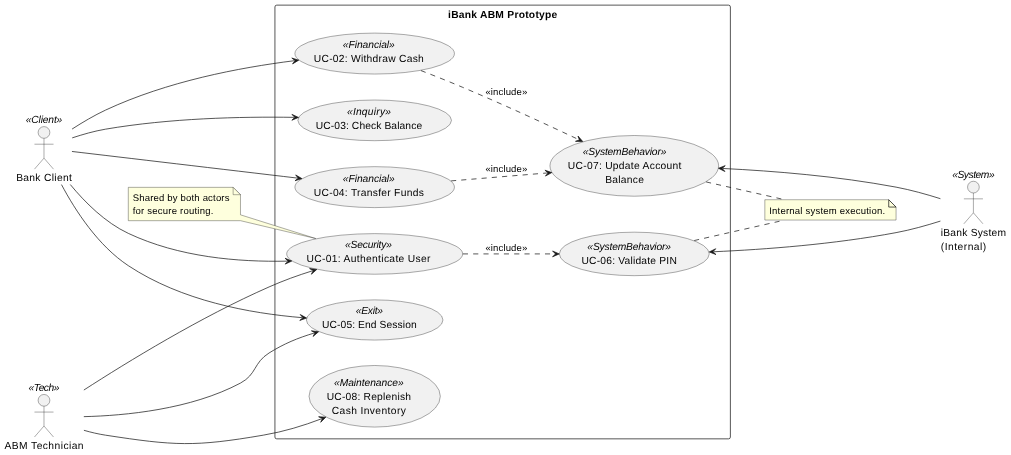 iBank ABM Prototype
«Financial»
UC-02: Withdraw Cash
«include»
«Inquiry»
UC-03: Check Balance
«Client»
Bank Client
«SystemBehavior»
UC-07: Update Account
Balance
«include»
«Financial»
UC-04: Transfer Funds
«System»
iBank System
(Internal)
Shared by both actors
for secure routing.
Internal system execution.
«Security»
UC-01: Authenticate User
«include»
«SystemBehavior»
UC-06: Validate PIN
«Exit»
UC-05: End Session
«Maintenance»
UC-08: Replenish
Cash Inventory
«Tech»
ABM Technician